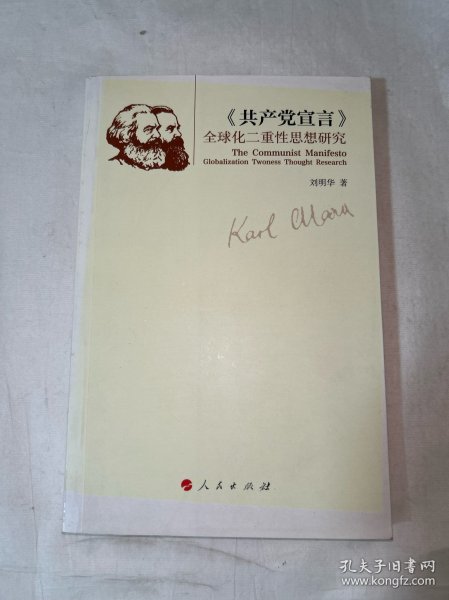 《共产党宣言》
全球化二重性思想研究
The Communist Manifesto
Globalization Twoness Thought Research
刘明华 著
Karl Marx
人民出版社
孔夫子旧书网
www.kongfz.com